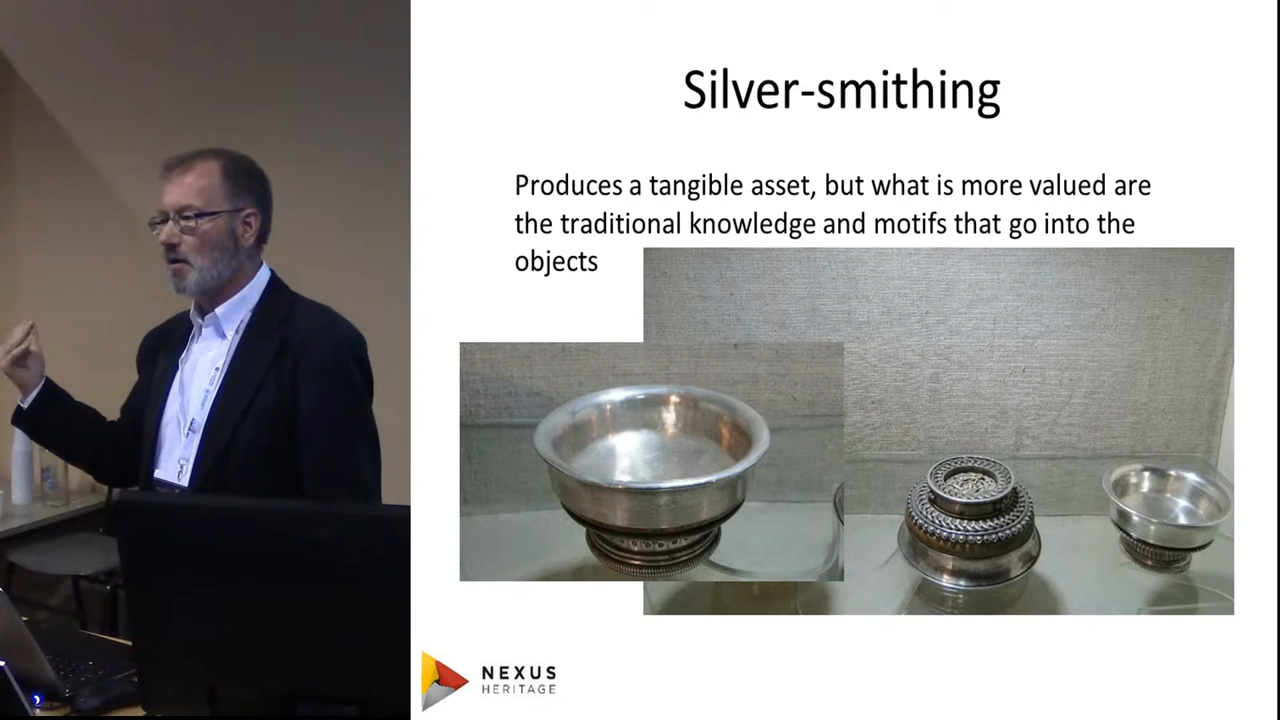 Silver-smithing
Produces a tangible asset, but what is more valued are
the traditional knowledge and motifs that go into the
objects
NEXUS
HERITAGE